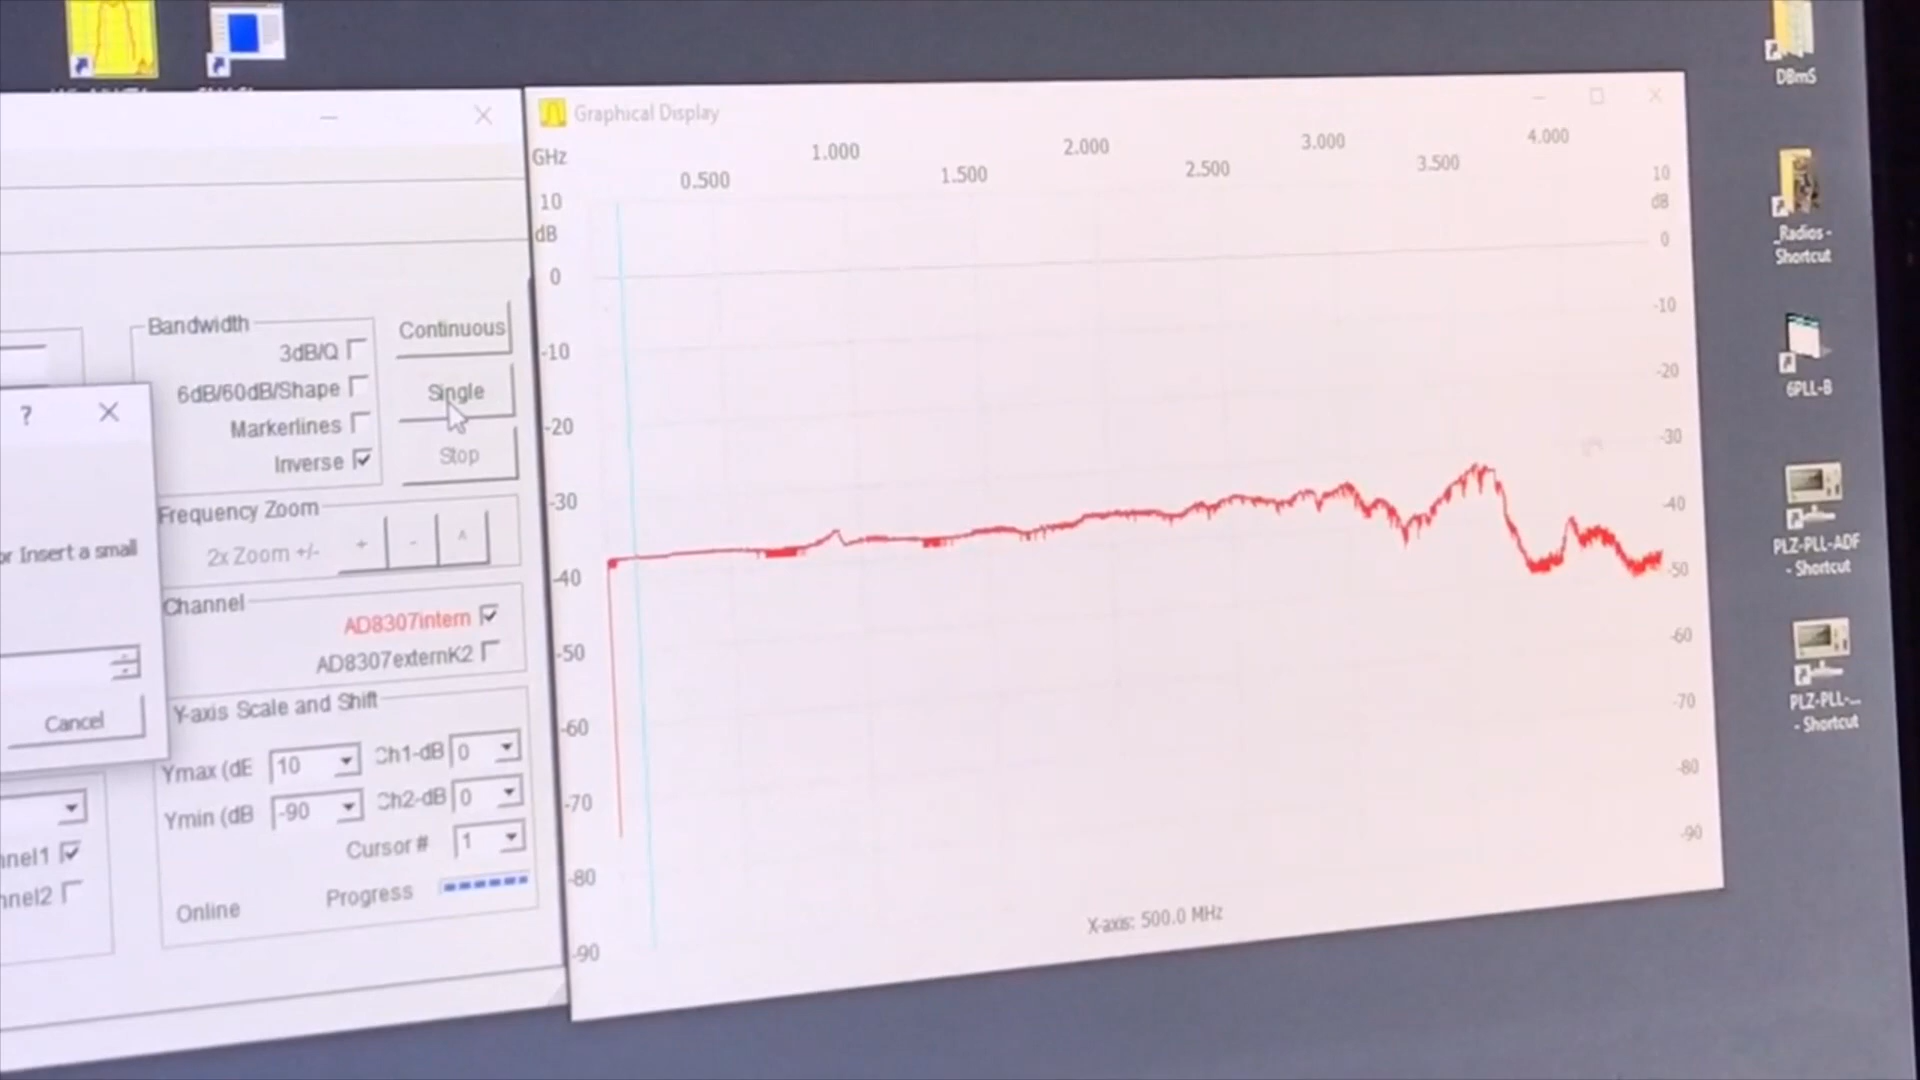 Graphical Display
GHz
0.500
1.000
1.500
2.000
2.500
3.000
3.500
4.000
10
dB
0
-10
-20
-30
-40
-50
-60
-70
-80
-90
10
dB
0
-10
-20
-30
-40
-50
-60
-70
-80
-90
X-axis: 500.0 MHz
Bandwidth
3dB/Q
6dB/60dB/Shape
Markerlines
Inverse
Continuous
Single
Stop
?
or Insert a small
Cancel
Frequency Zoom
2x Zoom +/-
+
-
^
Channel
AD8307intern
AD8307externK2
Y-axis Scale and Shift
Ymax (dE 10
Ch1-dB 0
Ymin (dB -90
Ch2-dB 0
Cursor # 1
nnel1
nnel2
Online
Progress
DBmS
_Radios -
Shortcut
6PLL-B
PLZ-PLL-ADF
- Shortcut
PLZ-PLL-...
- Shortcut